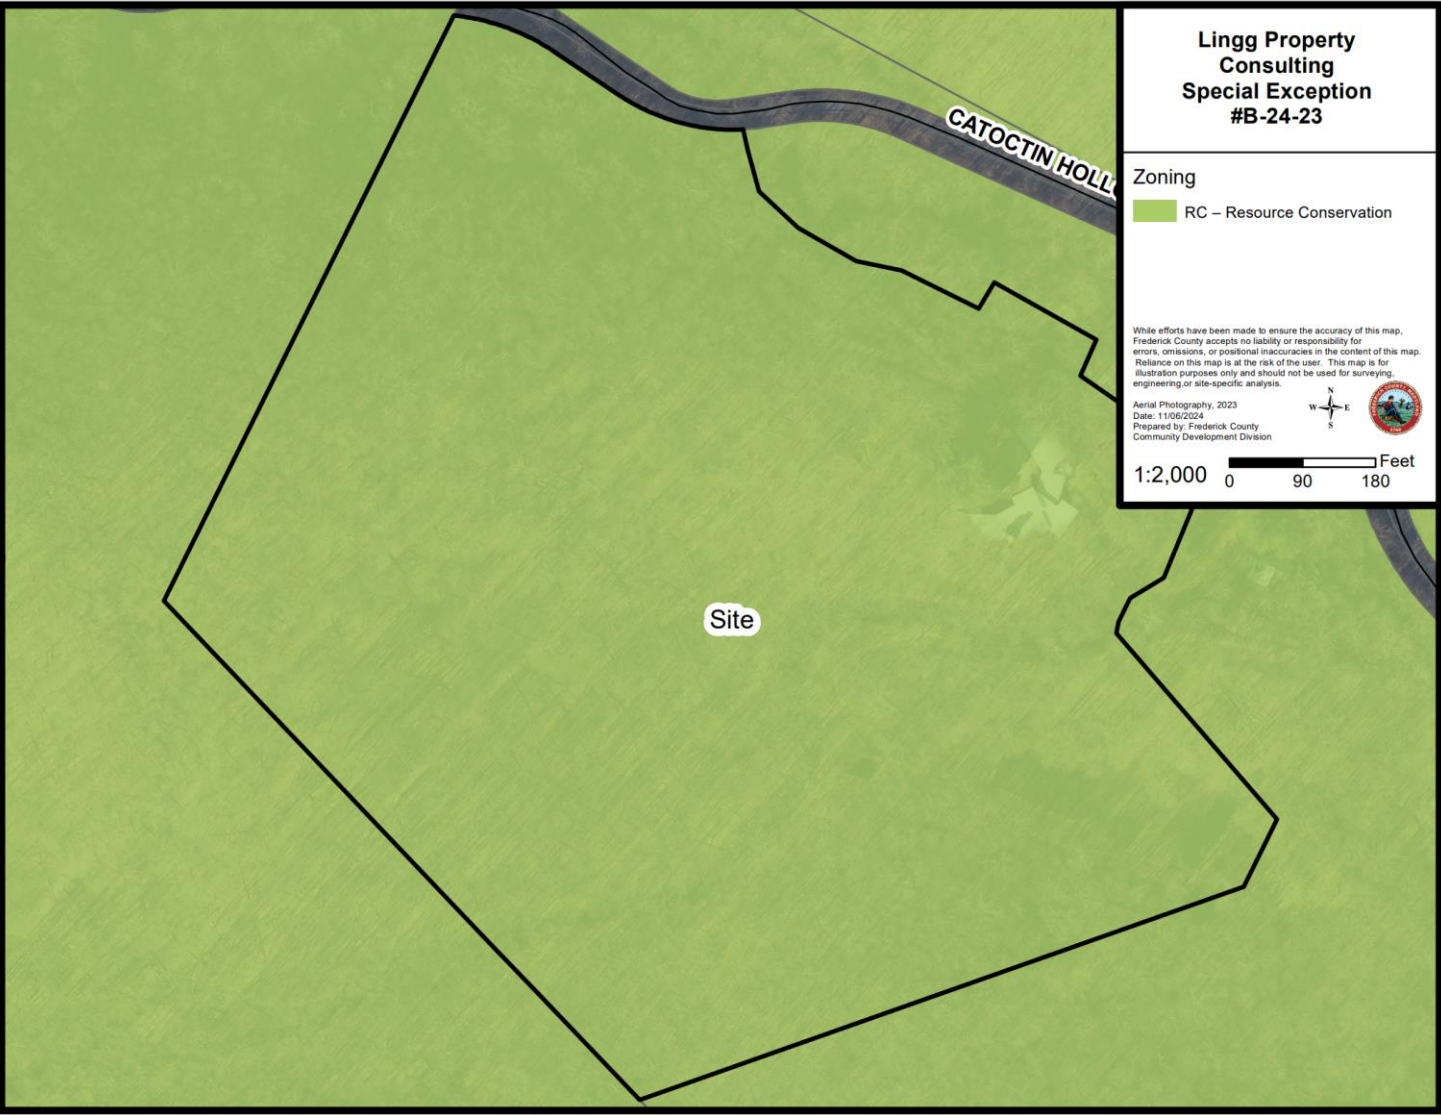 Lingg Property
Consulting
Special Exception
#B-24-23
CATOCTIN HOLL
Zoning
RC – Resource Conservation
While efforts have been made to ensure the accuracy of this map,
Frederick County accepts no liability or responsibility for
errors, omissions, or positional inaccuracies in the content of this map.
Reliance on this map is at the risk of the user. This map is for
illustration purposes only and should not be used for surveying,
engineering,or site-specific analysis.
Aerial Photography, 2023
Date: 11/06/2024
Prepared by: Frederick County
Community Development Division
N
W E
S
1:2,000
Feet
0 90 180
Site